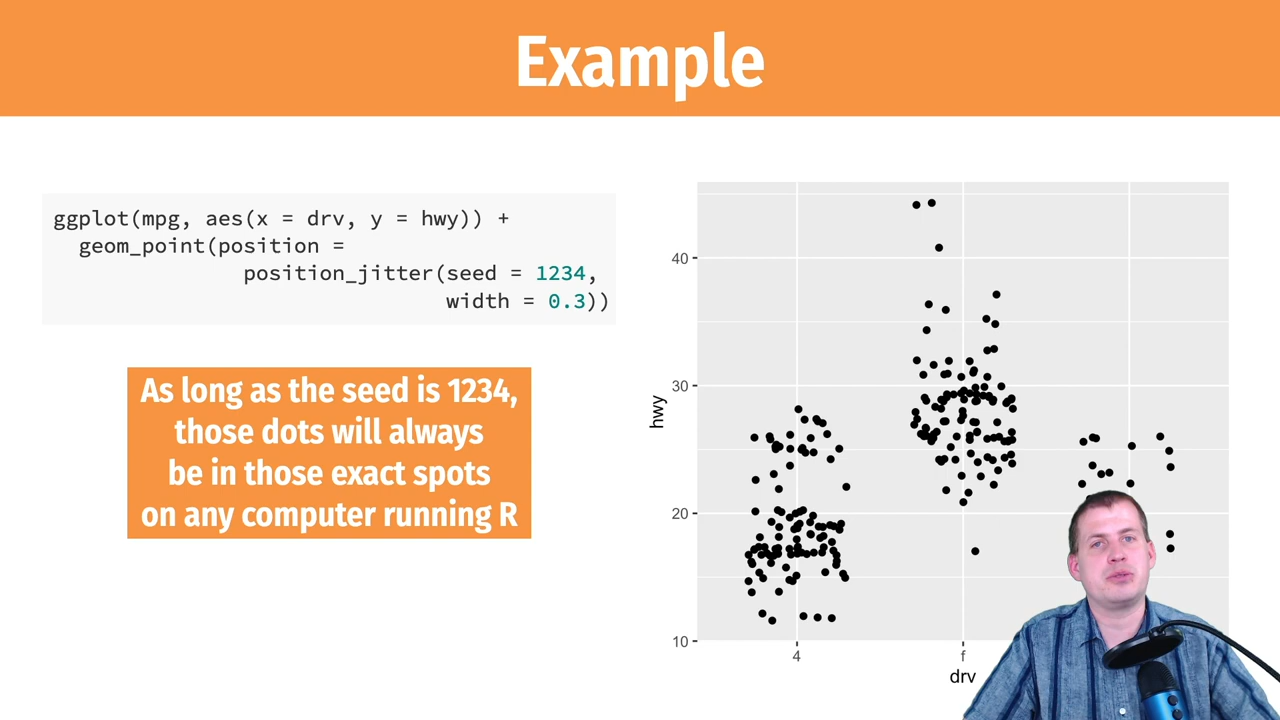 Example
ggplot(mpg, aes(x = drv, y = hwy)) +
geom_point(position =
position_jitter(seed = 1234,
width = 0.3))
As long as the seed is 1234,
those dots will always
be in those exact spots
on any computer running R
hwy
40
30
20
10
4
f
drv